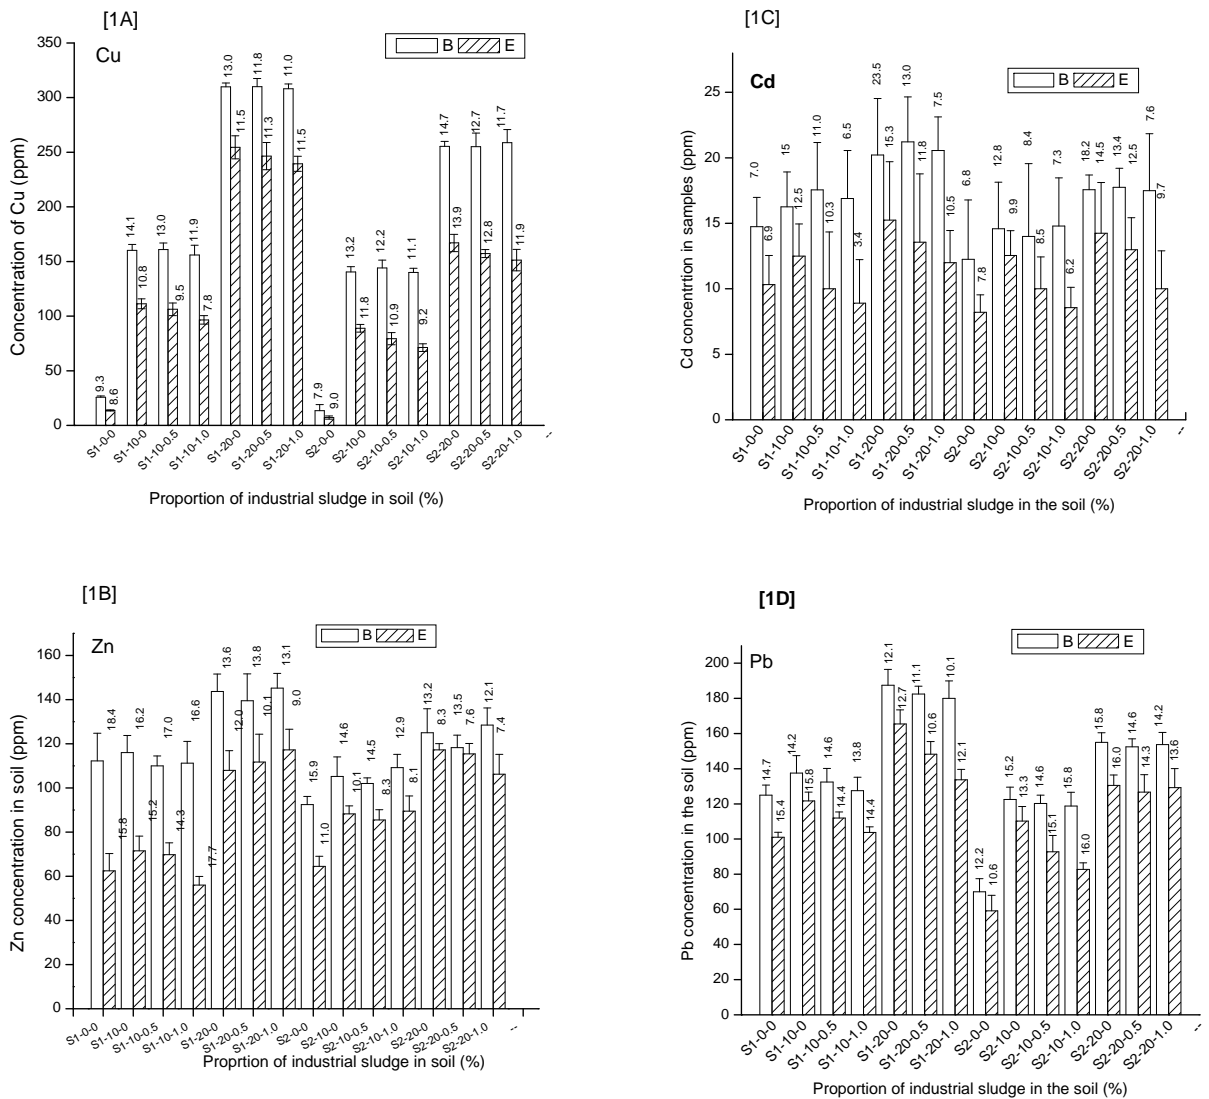 [1A]
Cu
B E
Concentration of Cu (ppm)
350
300
250
200
150
100
50
0
9.3 8.6 14.1 10.8 13.0 9.5 11.9 7.8 13.0 11.5 11.8 11.3 11.0 11.5 7.9 9.0 13.2 11.8 12.2 10.9 11.1 9.2 14.7 13.9 12.7 12.8 11.7 11.9
S1-0-0 S1-10-0 S1-10-0.5 S1-10-1.0 S1-20-0 S1-20-0.5 S1-20-1.0 S2-0-0 S2-10-0 S2-10-0.5 S2-10-1.0 S2-20-0 S2-20-0.5 S2-20-1.0 --
Proportion of industrial sludge in soil (%)
[1C]
Cd
B E
Cd concentrtion in samples (ppm)
25
20
15
10
5
0
7.0 6.9 15 12.5 11.0 10.3 6.5 3.4 23.5 15.3 13.0 11.8 7.5 10.5 6.8 7.8 12.8 9.9 8.4 8.5 7.3 6.2 18.2 14.5 13.4 12.5 7.6 9.7
S1-0-0 S1-10-0 S1-10-0.5 S1-10-1.0 S1-20-0 S1-20-0.5 S1-20-1.0 S2-0-0 S2-10-0 S2-10-0.5 S2-10-1.0 S2-20-0 S2-20-0.5 S2-20-1.0 --
Proportion of industrial sludge in the soil (%)
[1B]
Zn
B E
Zn concentration in soil (ppm)
160
140
120
100
80
60
40
20
0
18.4 15.8 16.2 15.2 17.0 14.3 16.6 17.7 13.6 12.0 13.8 10.1 13.1 9.0 15.9 11.0 14.6 10.1 14.5 8.3 12.9 8.1 13.2 8.3 13.5 7.6 12.1 7.4
S1-0-0 S1-10-0 S1-10-0.5 S1-10-1.0 S1-20-0 S1-20-0.5 S1-20-1.0 S2-0-0 S2-10-0 S2-10-0.5 S2-10-1.0 S2-20-0 S2-20-0.5 S2-20-1.0 --
Proprtion of industrial sludge in soil (%)
[1D]
Pb
B E
Pb concentration in the soil (ppm)
200
180
160
140
120
100
80
60
40
20
0
14.7 15.4 14.2 15.8 14.6 14.4 13.8 14.4 12.1 12.7 11.1 10.6 10.1 12.1 12.2 10.6 15.2 13.3 14.6 15.1 15.8 16.0 15.8 16.0 14.6 14.3 14.2 13.6
S1-0-0 S1-10-0 S1-10-0.5 S1-10-1.0 S1-20-0 S1-20-0.5 S1-20-1.0 S2-0-0 S2-10-0 S2-10-0.5 S2-10-1.0 S2-20-0 S2-20-0.5 S2-20-1.0 --
Proportion of industrial sludge in the soil (%)